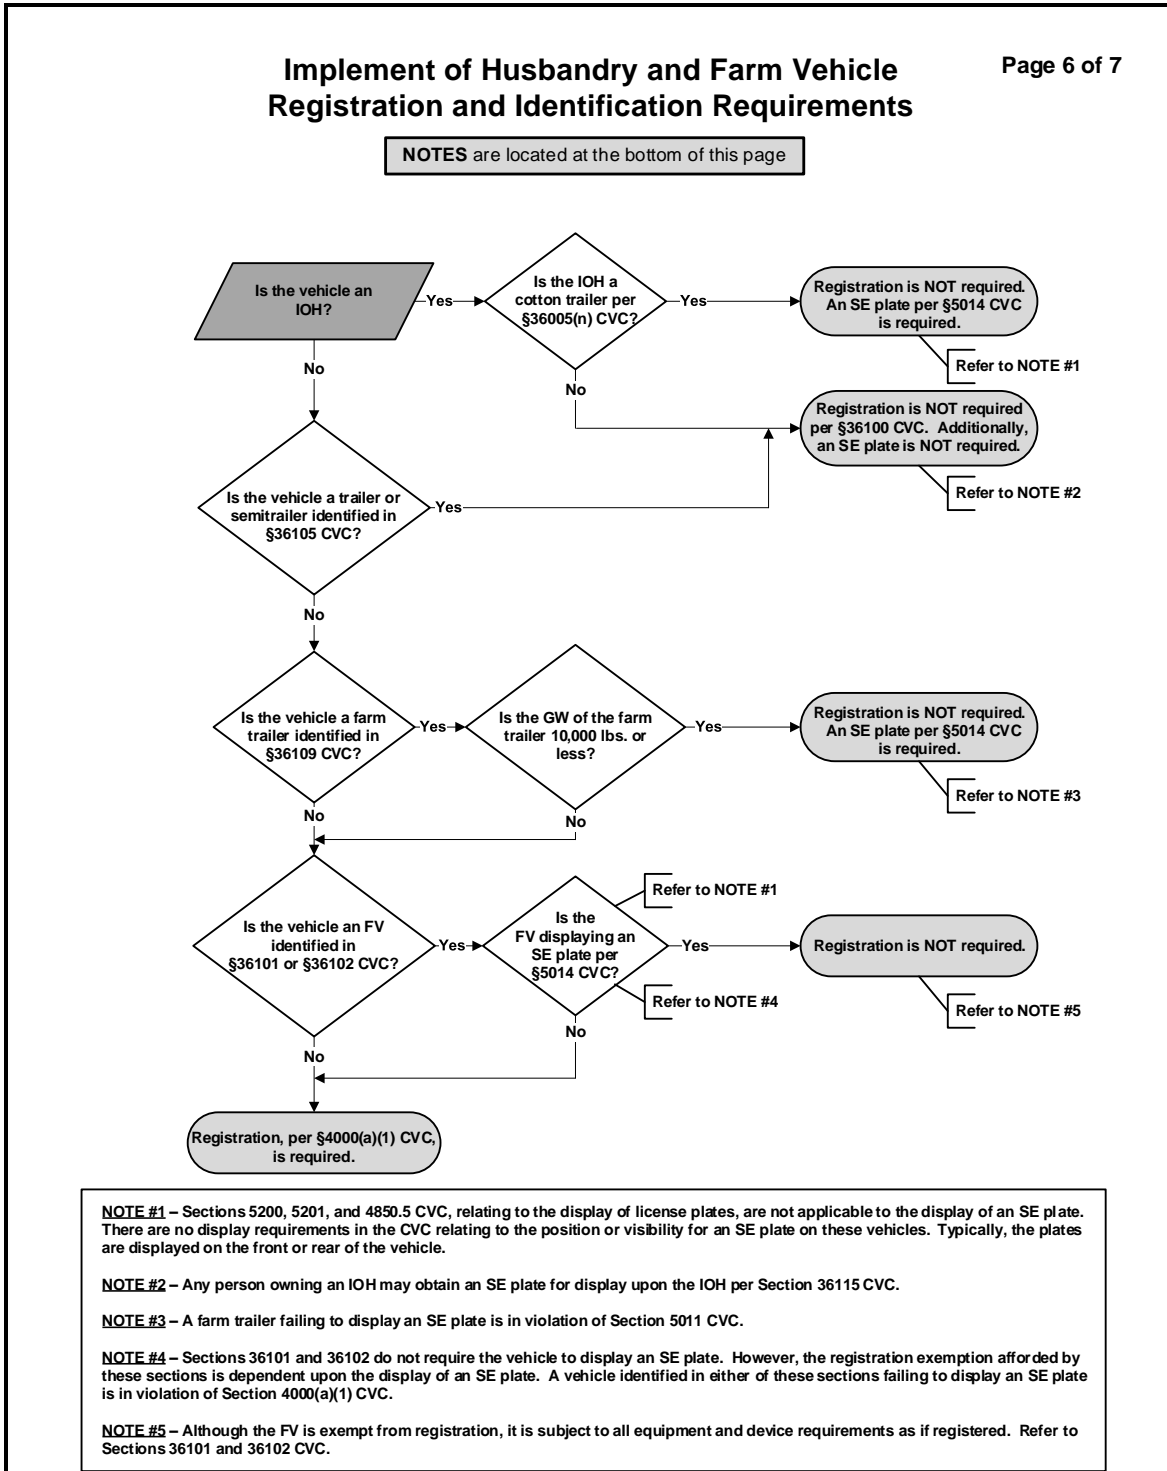 Implement of Husbandry and Farm Vehicle
Registration and Identification Requirements
Page 6 of 7
NOTES are located at the bottom of this page
Is the vehicle an
IOH?
Yes
Is the IOH a
cotton trailer per
§36005(n) CVC?
Yes
Registration is NOT required.
An SE plate per §5014 CVC
is required.
Refer to NOTE #1
No
No
Registration is NOT required
per §36100 CVC. Additionally,
an SE plate is NOT required.
Refer to NOTE #2
Is the vehicle a trailer or
semitrailer identified in
§36105 CVC?
Yes
No
Is the vehicle a farm
trailer identified in
§36109 CVC?
Yes
Is the GW of the farm
trailer 10,000 lbs. or
less?
Yes
Registration is NOT required.
An SE plate per §5014 CVC
is required.
Refer to NOTE #3
No
No
Is the vehicle an FV
identified in
§36101 or §36102 CVC?
Yes
Is the
FV displaying an
SE plate per
§5014 CVC?
Refer to NOTE #1
Refer to NOTE #4
Yes
Registration is NOT required.
Refer to NOTE #5
No
No
Registration, per §4000(a)(1) CVC,
is required.
NOTE #1 – Sections 5200, 5201, and 4850.5 CVC, relating to the display of license plates, are not applicable to the display of an SE plate.
There are no display requirements in the CVC relating to the position or visibility for an SE plate on these vehicles. Typically, the plates
are displayed on the front or rear of the vehicle.
NOTE #2 – Any person owning an IOH may obtain an SE plate for display upon the IOH per Section 36115 CVC.
NOTE #3 – A farm trailer failing to display an SE plate is in violation of Section 5011 CVC.
NOTE #4 – Sections 36101 and 36102 do not require the vehicle to display an SE plate. However, the registration exemption afforded by
these sections is dependent upon the display of an SE plate. A vehicle identified in either of these sections failing to display an SE plate
is in violation of Section 4000(a)(1) CVC.
NOTE #5 – Although the FV is exempt from registration, it is subject to all equipment and device requirements as if registered. Refer to
Sections 36101 and 36102 CVC.